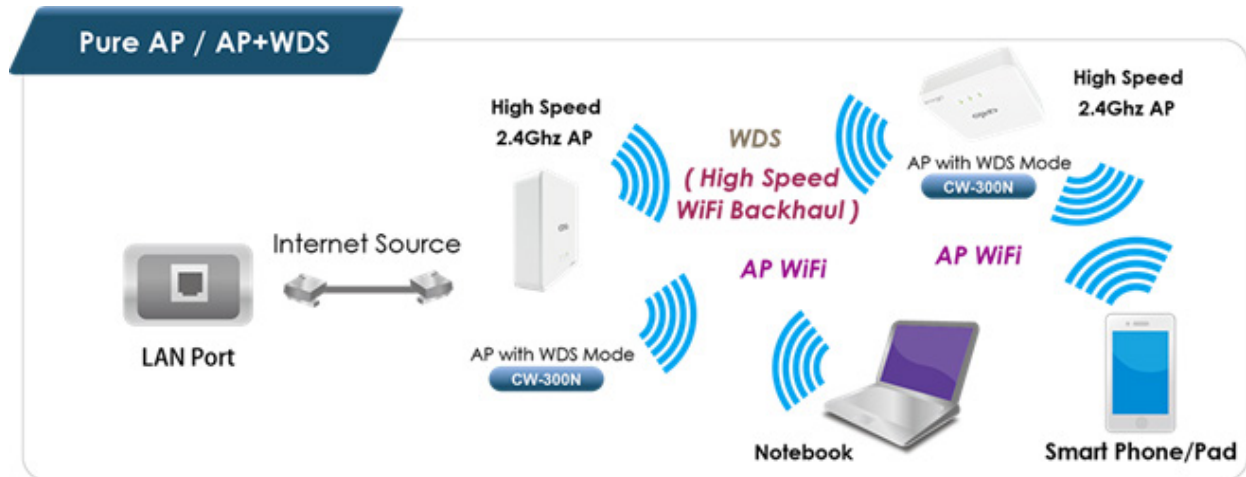 Pure AP / AP+WDS
High Speed
2.4Ghz AP
WDS
( High Speed
WiFi Backhaul )
High Speed
2.4Ghz AP
AP with WDS Mode
CW-300N
Internet Source
AP WiFi
AP WiFi
LAN Port
AP with WDS Mode
CW-300N
Notebook
Smart Phone/Pad